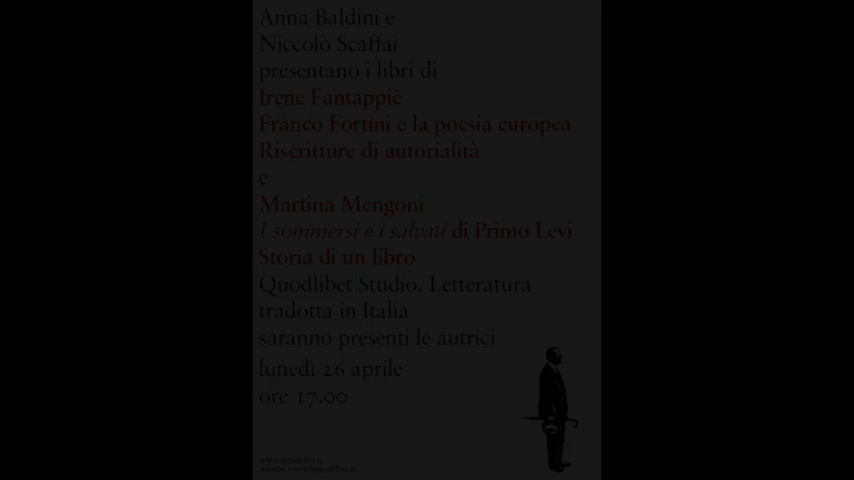 Anna Baldini e
Niccolò Scaffai
presentano i libri di
Irene Fantappiè
Franco Fortini e la poesia europea
Riscritture di autorialità
e
Martina Mengoni
I sommersi e i salvati di Primo Levi
Storia di un libro
Quodlibet Studio. Letteratura
tradotta in Italia
saranno presenti le autrici
lunedì 26 aprile
ore 17.00